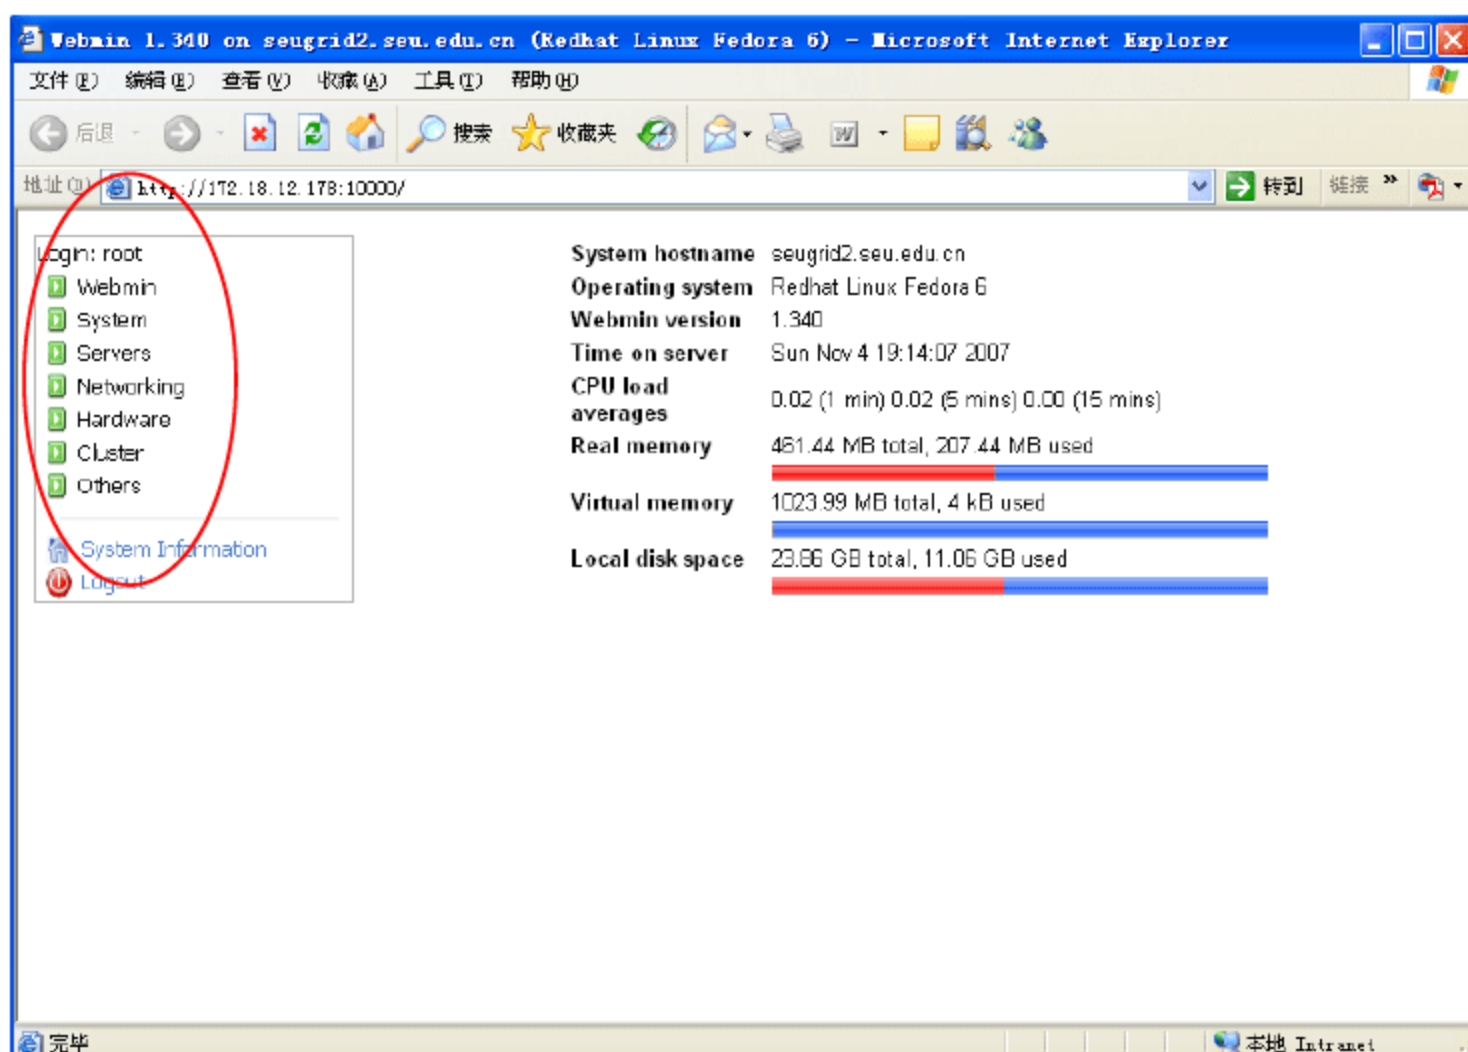 Webmin 1.340 on seugrid2.seu.edu.cn (Redhat Linux Fedora 6) - Microsoft Internet Explorer
文件(F) 编辑(E) 查看(V) 收藏(A) 工具(T) 帮助(H)
后退 搜索 收藏夹
地址(D) http://172.18.12.178:10000/ 转到 链接 »
Login: root
Webmin
System
Servers
Networking
Hardware
Cluster
Others
System Information
Logout
System hostname seugrid2.seu.edu.cn
Operating system Redhat Linux Fedora 6
Webmin version 1.340
Time on server Sun Nov 4 19:14:07 2007
CPU load
averages 0.02 (1 min) 0.02 (5 mins) 0.00 (15 mins)
Real memory 461.44 MB total, 207.44 MB used
Virtual memory 1023.99 MB total, 4 kB used
Local disk space 23.86 GB total, 11.06 GB used
完毕 本地 Intranet